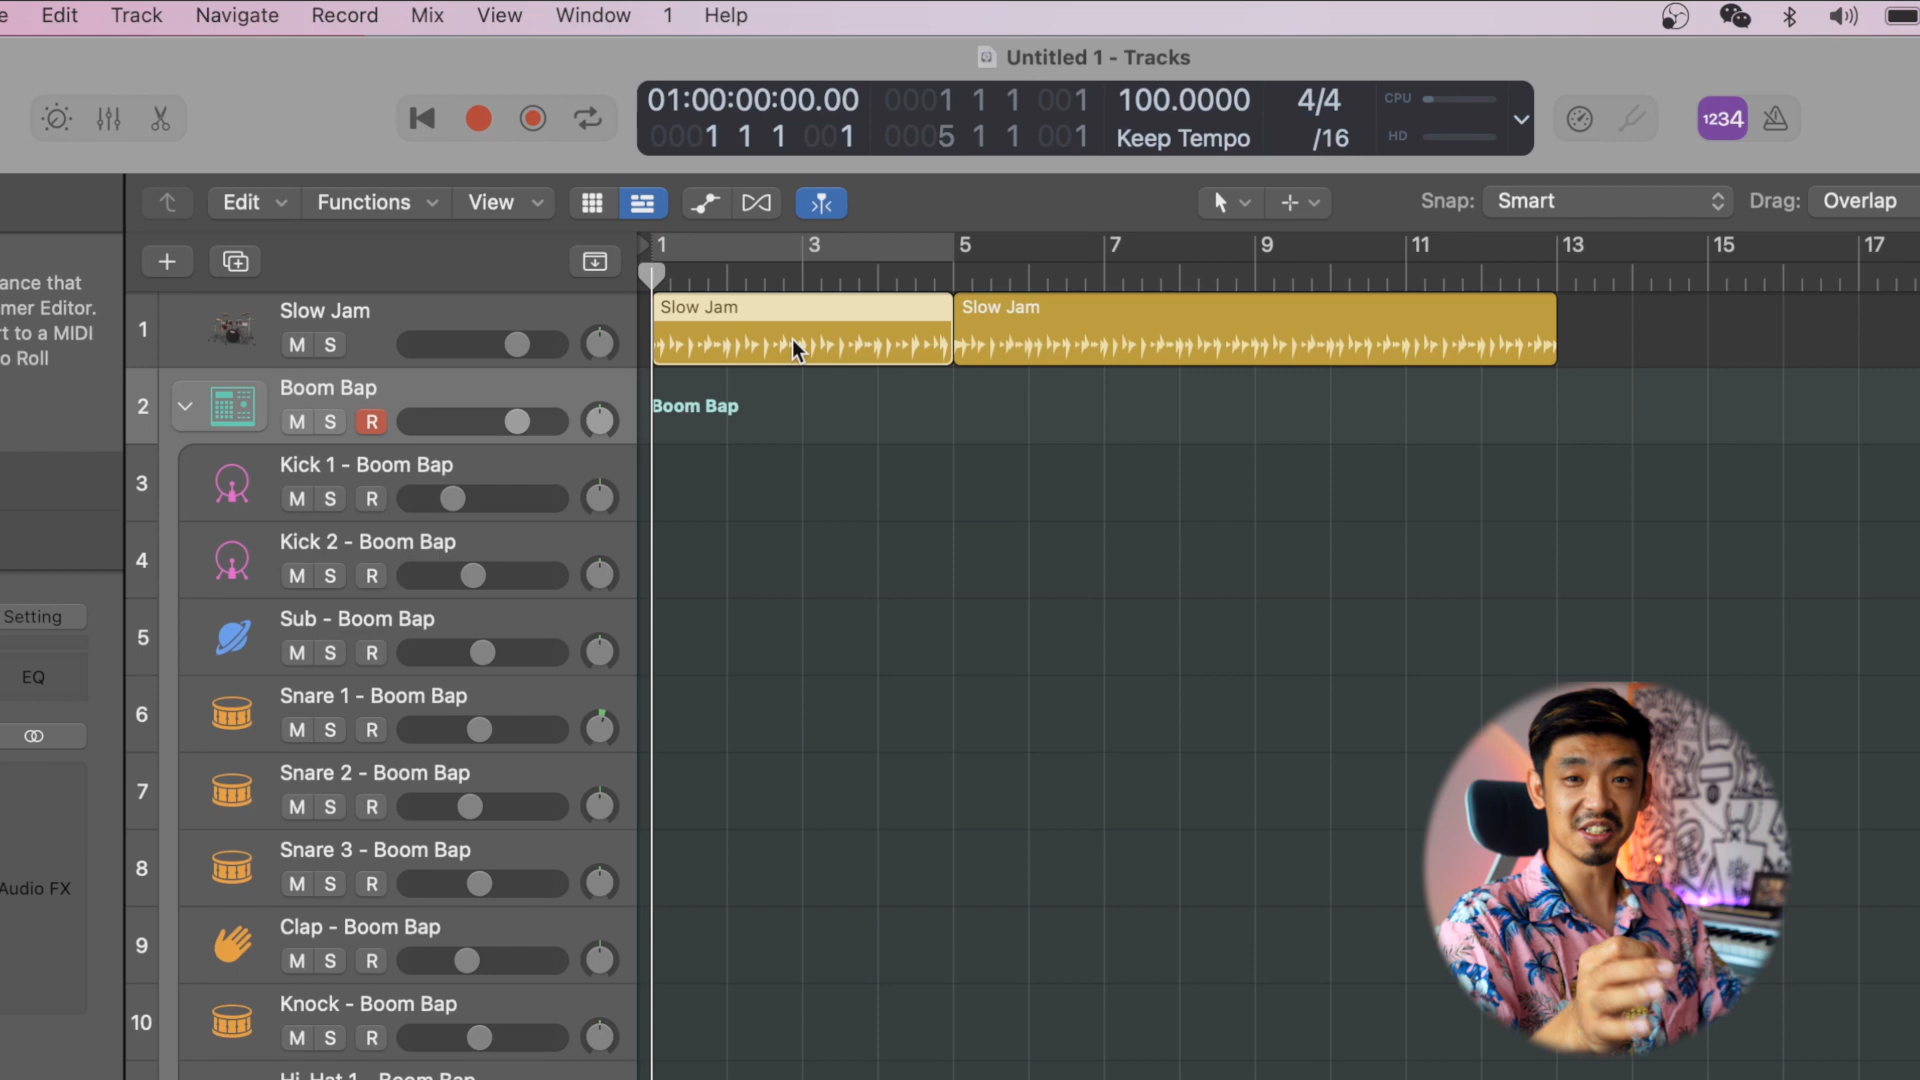 Edit Track Navigate Record Mix View Window 1 Help
Untitled 1 - Tracks
01:00:00:00.00 0001 1 1 001 100.0000 4/4 CPU
0001 1 1 001 0005 1 1 001 Keep Tempo /16 HD
1234
Edit Functions View Snap: Smart Drag: Overlap
1 3 5 7 9 11 13 15 17
ance that
mer Editor.
rt to a MIDI
o Roll
Setting
EQ
Audio FX
1 Slow Jam
M S
Slow Jam Slow Jam
2 Boom Bap
M S R
Boom Bap
3 Kick 1 - Boom Bap
M S R
4 Kick 2 - Boom Bap
M S R
5 Sub - Boom Bap
M S R
6 Snare 1 - Boom Bap
M S R
7 Snare 2 - Boom Bap
M S R
8 Snare 3 - Boom Bap
M S R
9 Clap - Boom Bap
M S R
10 Knock - Boom Bap
M S R
Hi-Hat 1 - Boom Bap